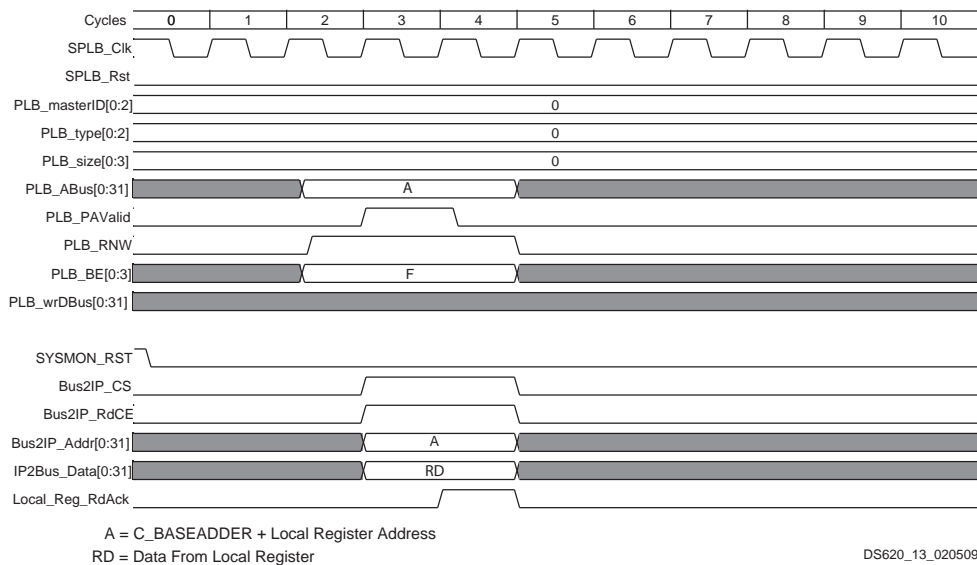 Cycles 0 1 2 3 4 5 6 7 8 9 10
SPLB_Clk
SPLB_Rst
PLB_masterID[0:2] 0
PLB_type[0:2] 0
PLB_size[0:3] 0
PLB_ABus[0:31] A
PLB_PAValid
PLB_RNW
PLB_BE[0:3] F
PLB_wrDBus[0:31]
SYSMON_RST
Bus2IP_CS
Bus2IP_RdCE
Bus2IP_Addr[0:31] A
IP2Bus_Data[0:31] RD
Local_Reg_RdAck
A = C_BASEADDER + Local Register Address
RD = Data From Local Register
DS620_13_020509